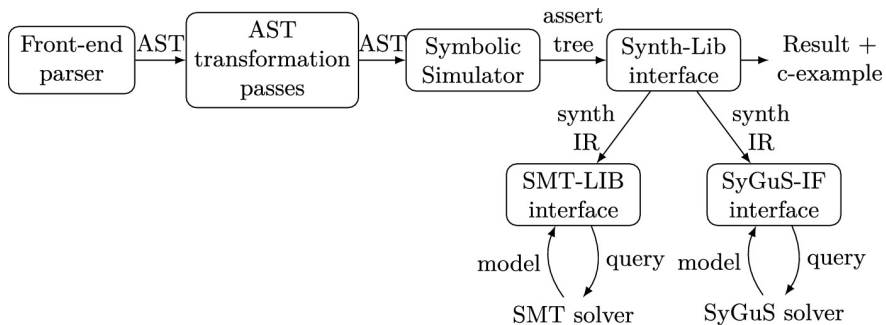 Front-end
parser
AST
AST
transformation
passes
AST
Symbolic
Simulator
assert
tree
Synth-Lib
interface
Result +
c-example
synth
IR
synth
IR
SMT-LIB
interface
SyGuS-IF
interface
model
query
model
query
SMT solver
SyGuS solver